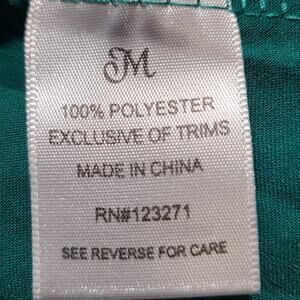 M
100% POLYESTER
EXCLUSIVE OF TRIMS
MADE IN CHINA
RN#123271
SEE REVERSE FOR CARE